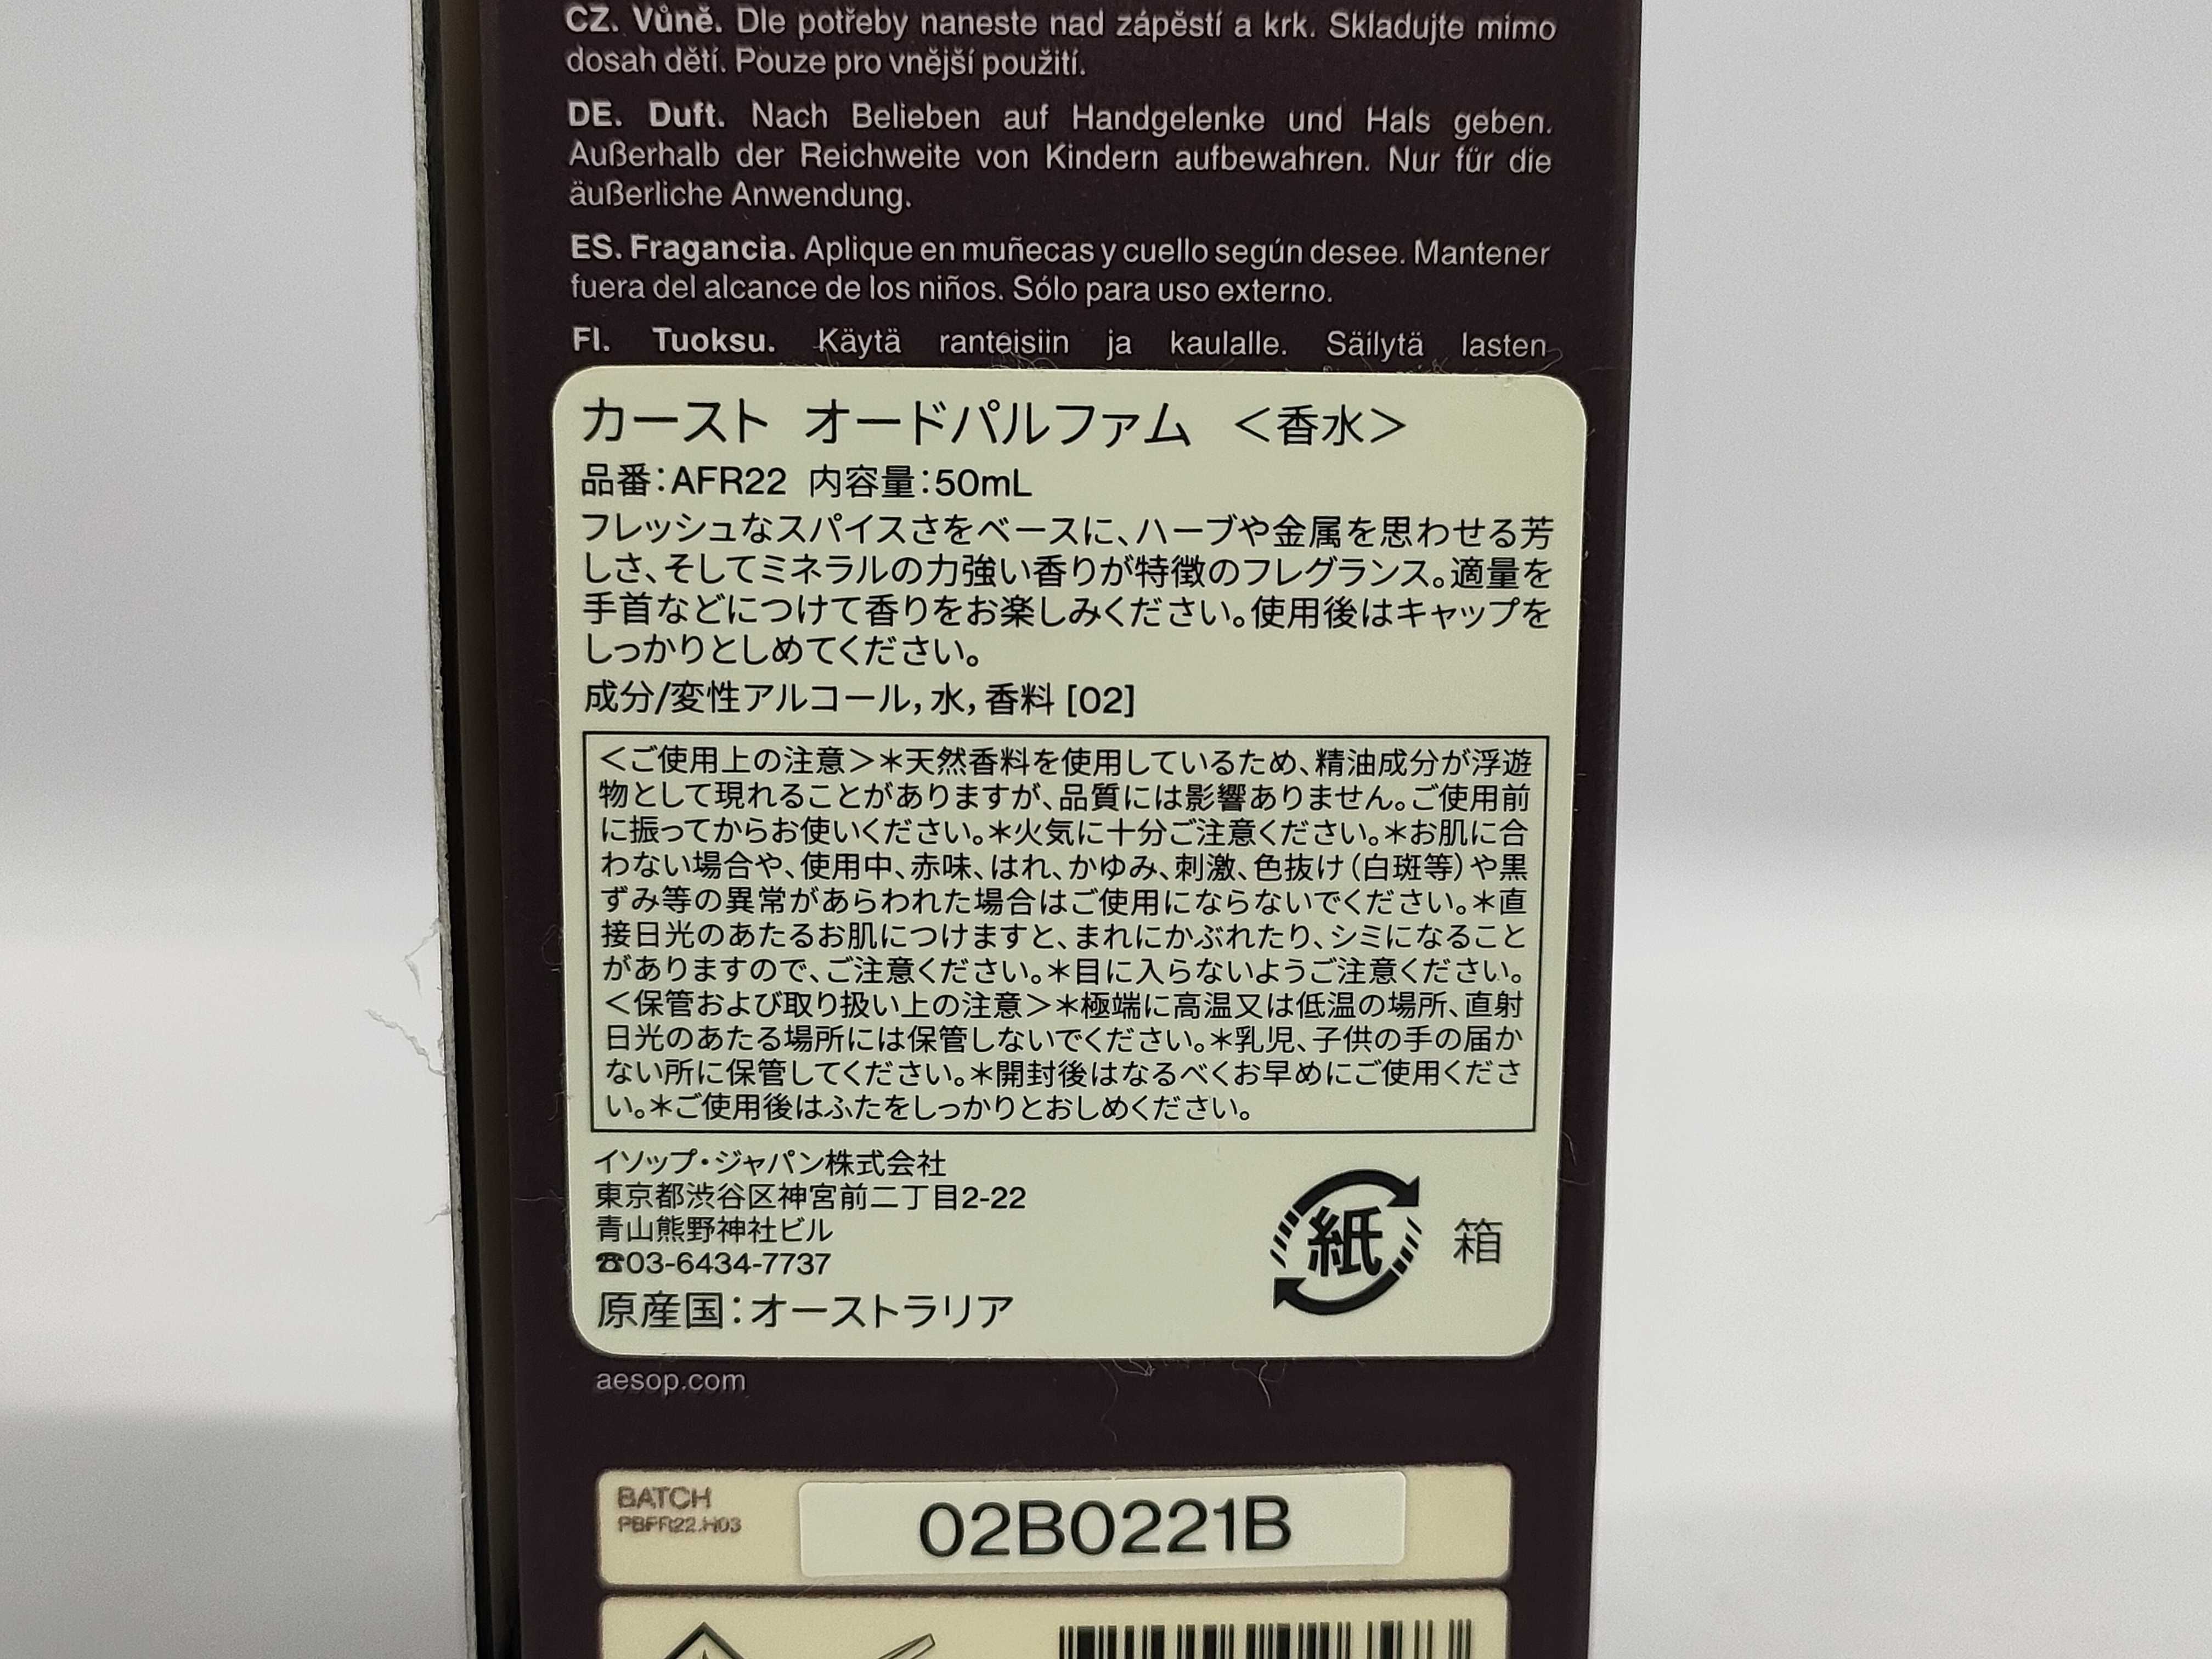 CZ. Vůně. Dle potřeby naneste nad zápěstí a krk. Skladujte mimo
dosah dětí. Pouze pro vnější použití.
DE. Duft. Nach Belieben auf Handgelenke und Hals geben.
Außerhalb der Reichweite von Kindern aufbewahren. Nur für die
äußerliche Anwendung.
ES. Fragancia. Aplique en muñecas y cuello según desee. Mantener
fuera del alcance de los niños. Sólo para uso externo.
FI. Tuoksu. Käytä ranteisiin ja kaulalle. Säilytä lasten
カースト オードパルファム ＜香水＞
品番：AFR22 内容量：50mL
フレッシュなスパイスさをベースに、ハーブや金属を思わせる芳
しさ、そしてミネラルの力強い香りが特徴のフレグランス。適量を
手首などにつけて香りをお楽しみください。使用後はキャップを
しっかりとしめてください。
成分/変性アルコール, 水, 香料 [02]
＜ご使用上の注意＞＊天然香料を使用しているため、精油成分が浮遊
物として現れることがありますが、品質には影響ありません。ご使用前
に振ってからお使いください。＊火気に十分ご注意ください。＊お肌に合
わない場合や、使用中、赤味、はれ、かゆみ、刺激、色抜け（白斑等）や黒
ずみ等の異常があらわれた場合はご使用にならないでください。＊直
接日光のあたるお肌につけますと、まれにかぶれたり、シミになること
がありますので、ご注意ください。＊目に入らないようご注意ください。
＜保管および取り扱い上の注意＞＊極端に高温又は低温の場所、直射
日光のあたる場所には保管しないでください。＊乳児、子供の手の届か
ない所に保管してください。＊開封後はなるべくお早めにご使用くださ
い。＊ご使用後はふたをしっかりとおしめください。
イソップ・ジャパン株式会社
東京都渋谷区神宮前二丁目2-22
青山熊野神社ビル
☎03-6434-7737
原産国：オーストラリア
紙 箱
aesop.com
BATCH
PBFR22.H03
02B0221B